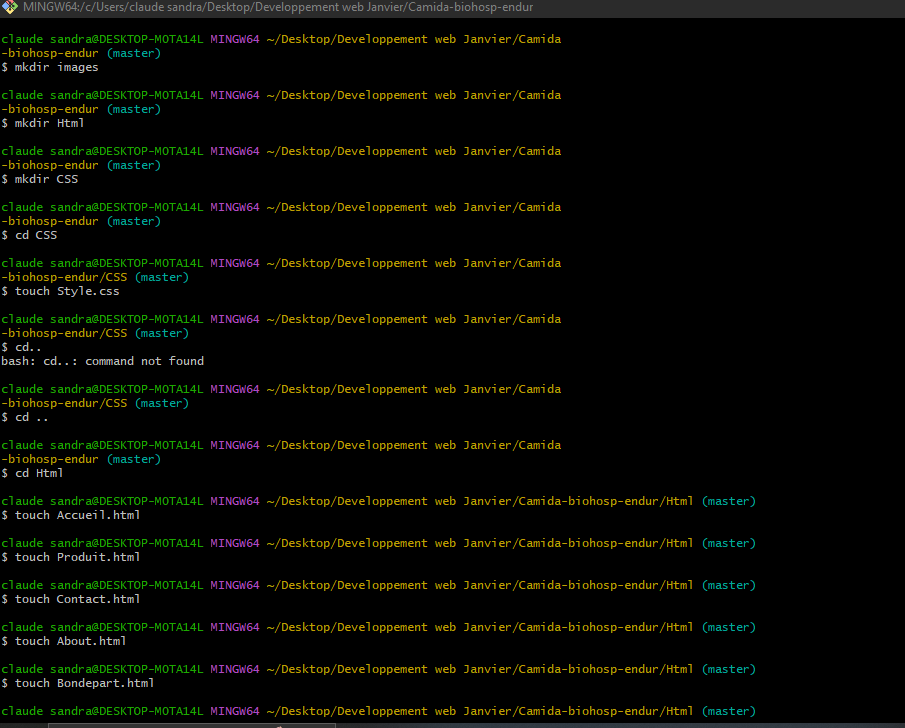 MINGW64:/c/Users/claude sandra/Desktop/Developpement web Janvier/Camida-biohosp-endur
claude sandra@DESKTOP-MOTA14L MINGW64 ~/Desktop/Developpement web Janvier/Camida
-biohosp-endur (master)
$ mkdir images
claude sandra@DESKTOP-MOTA14L MINGW64 ~/Desktop/Developpement web Janvier/Camida
-biohosp-endur (master)
$ mkdir Html
claude sandra@DESKTOP-MOTA14L MINGW64 ~/Desktop/Developpement web Janvier/Camida
-biohosp-endur (master)
$ mkdir CSS
claude sandra@DESKTOP-MOTA14L MINGW64 ~/Desktop/Developpement web Janvier/Camida
-biohosp-endur (master)
$ cd CSS
claude sandra@DESKTOP-MOTA14L MINGW64 ~/Desktop/Developpement web Janvier/Camida
-biohosp-endur/CSS (master)
$ touch Style.css
claude sandra@DESKTOP-MOTA14L MINGW64 ~/Desktop/Developpement web Janvier/Camida
-biohosp-endur/CSS (master)
$ cd..
bash: cd..: command not found
claude sandra@DESKTOP-MOTA14L MINGW64 ~/Desktop/Developpement web Janvier/Camida
-biohosp-endur/CSS (master)
$ cd ..
claude sandra@DESKTOP-MOTA14L MINGW64 ~/Desktop/Developpement web Janvier/Camida
-biohosp-endur (master)
$ cd Html
claude sandra@DESKTOP-MOTA14L MINGW64 ~/Desktop/Developpement web Janvier/Camida-biohosp-endur/Html (master)
$ touch Accueil.html
claude sandra@DESKTOP-MOTA14L MINGW64 ~/Desktop/Developpement web Janvier/Camida-biohosp-endur/Html (master)
$ touch Produit.html
claude sandra@DESKTOP-MOTA14L MINGW64 ~/Desktop/Developpement web Janvier/Camida-biohosp-endur/Html (master)
$ touch Contact.html
claude sandra@DESKTOP-MOTA14L MINGW64 ~/Desktop/Developpement web Janvier/Camida-biohosp-endur/Html (master)
$ touch About.html
claude sandra@DESKTOP-MOTA14L MINGW64 ~/Desktop/Developpement web Janvier/Camida-biohosp-endur/Html (master)
$ touch Bondepart.html
claude sandra@DESKTOP-MOTA14L MINGW64 ~/Desktop/Developpement web Janvier/Camida-biohosp-endur/Html (master)